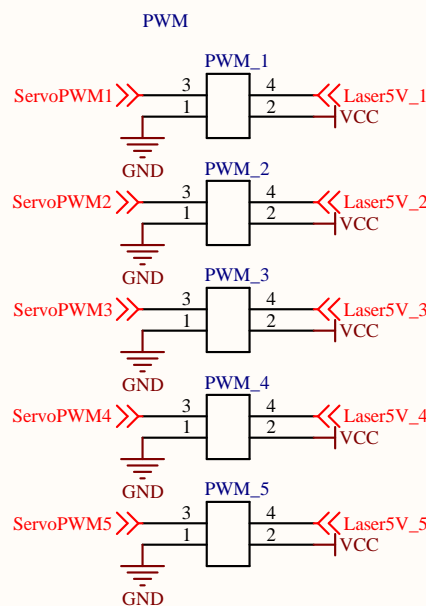 PWM
PWM_1
ServoPWM1 3 4 Laser5V_1
1 2 VCC
GND
PWM_2
ServoPWM2 3 4 Laser5V_2
1 2 VCC
GND
PWM_3
ServoPWM3 3 4 Laser5V_3
1 2 VCC
GND
PWM_4
ServoPWM4 3 4 Laser5V_4
1 2 VCC
GND
PWM_5
ServoPWM5 3 4 Laser5V_5
1 2 VCC
GND